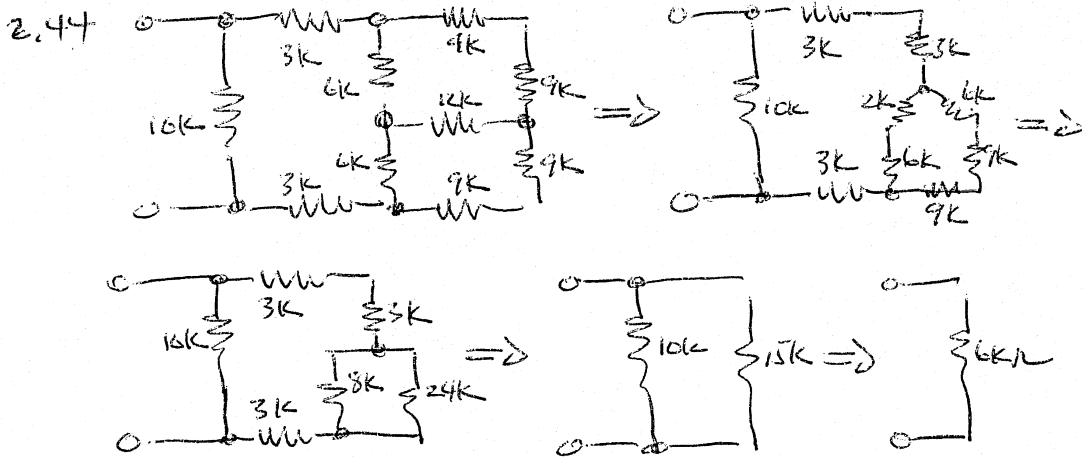 2.44
3K 9K 3K
6K 9K 3K
10K 12K ⇒ 10K 2K ⇒
6K 9K 3K 6K 9K
3K 9K 9K
3K 3K
10K ⇒ 10K 15K ⇒ 6KΩ
8K 24K
3K